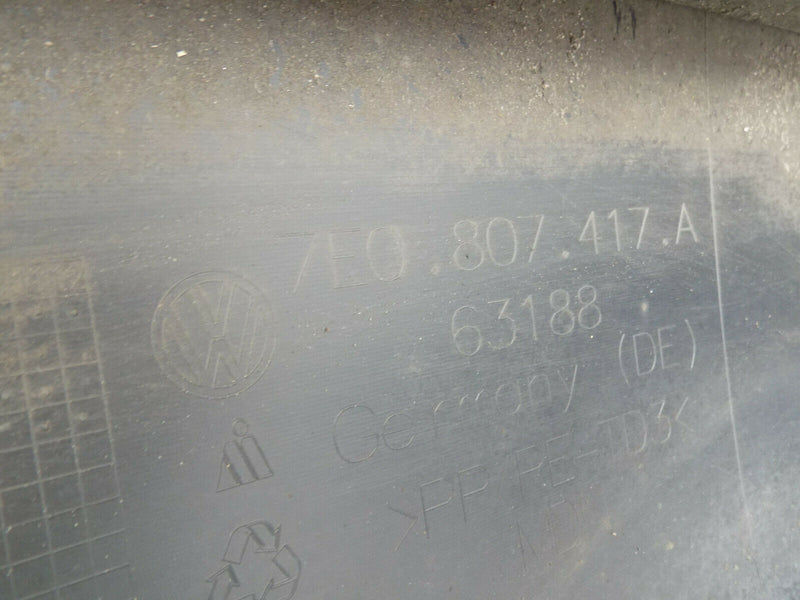 7E0.807.417.A
63188
Germany (DE)
>PP PE-TD3<